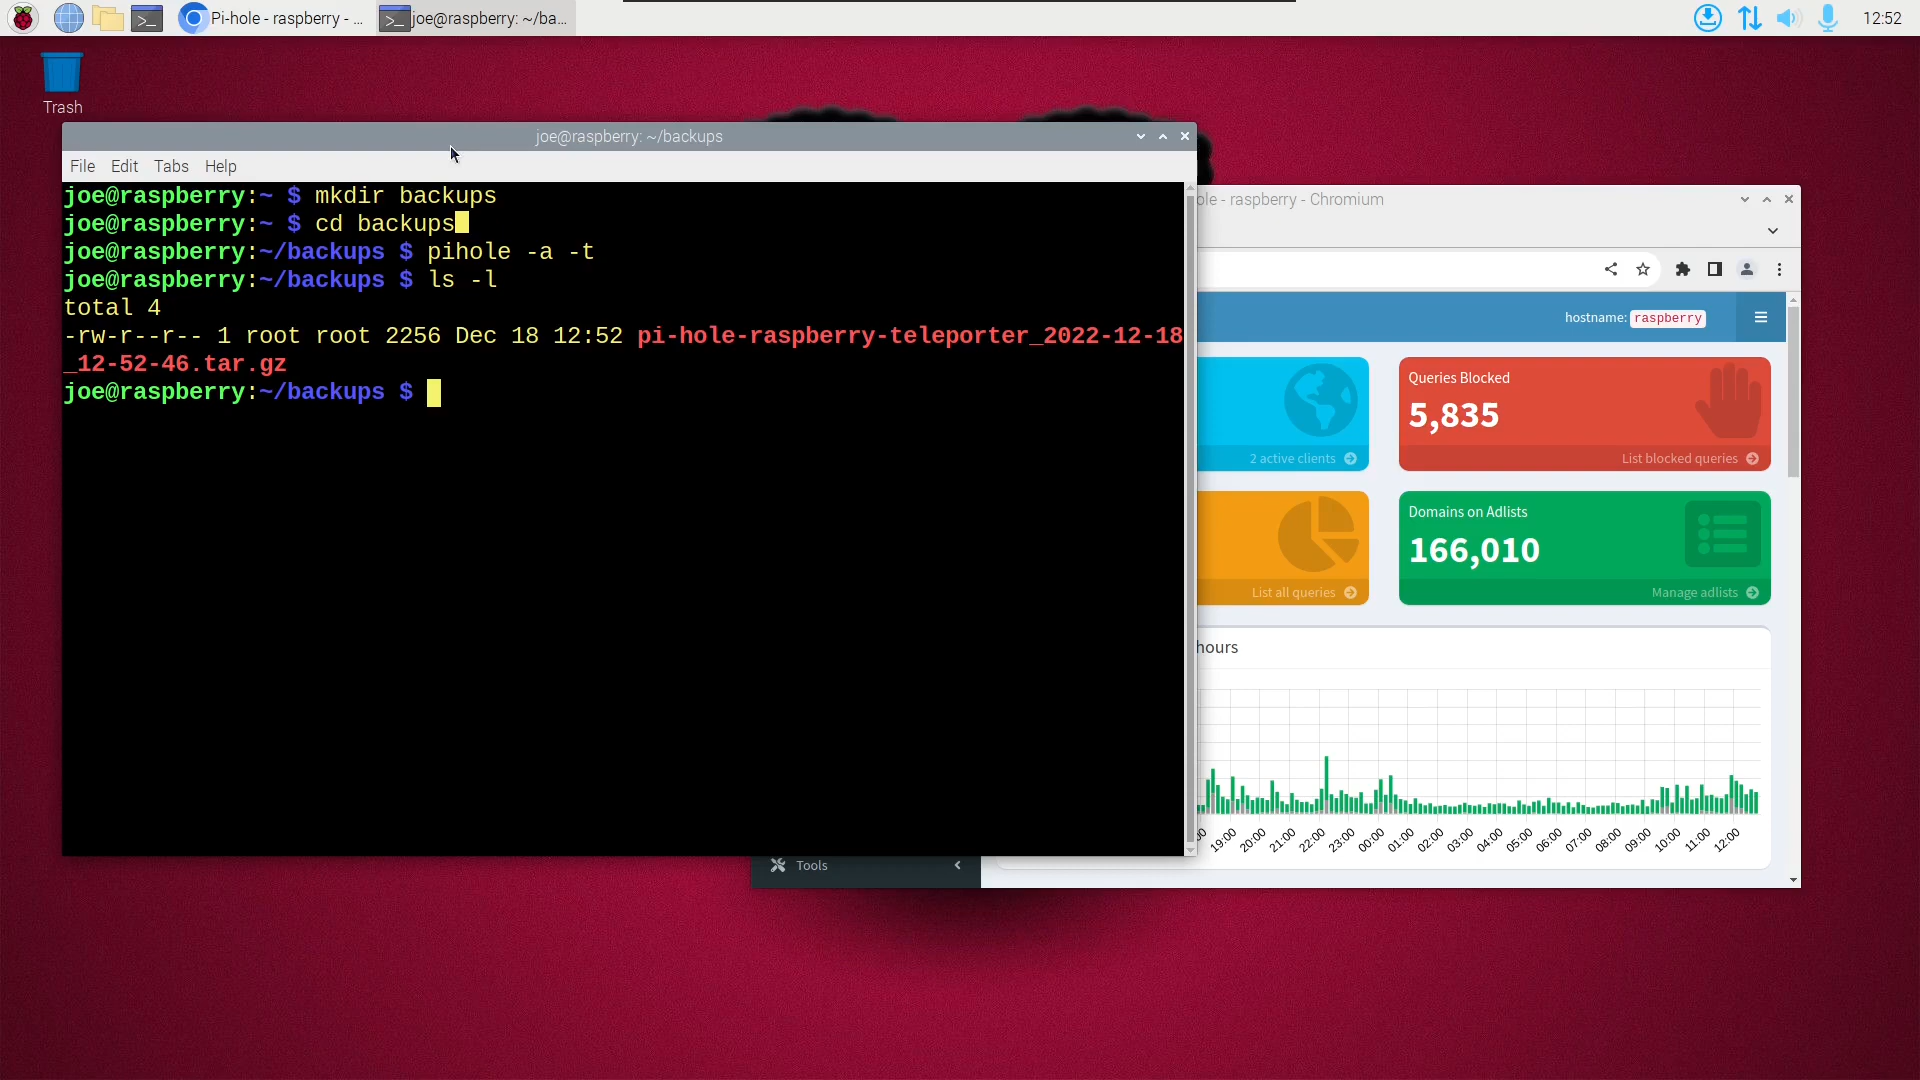 Pi-hole - raspberry - ...
joe@raspberry: ~/ba...
12:52
Trash
joe@raspberry: ~/backups
File Edit Tabs Help
joe@raspberry:~ $ mkdir backups
joe@raspberry:~ $ cd backups
joe@raspberry:~/backups $ pihole -a -t
joe@raspberry:~/backups $ ls -l
total 4
-rw-r--r-- 1 root root 2256 Dec 18 12:52 pi-hole-raspberry-teleporter_2022-12-18
_12-52-46.tar.gz
joe@raspberry:~/backups $
ole - raspberry - Chromium
hostname: raspberry
2 active clients
Queries Blocked
5,835
List blocked queries
List all queries
Domains on Adlists
166,010
Manage adlists
hours
19:00 20:00 21:00 22:00 23:00 00:00 01:00 02:00 03:00 04:00 05:00 06:00 07:00 08:00 09:00 10:00 11:00 12:00
Tools